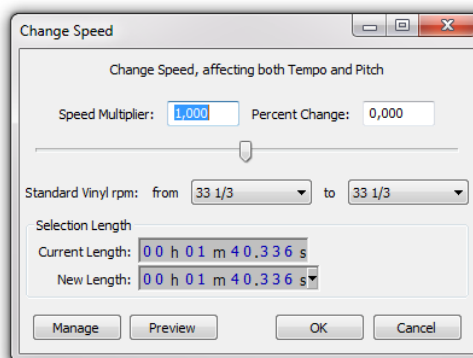 Change Speed
Change Speed, affecting both Tempo and Pitch
Speed Multiplier: 1,000 Percent Change: 0,000
Standard Vinyl rpm: from 33 1/3 to 33 1/3
Selection Length
Current Length: 00 h 01 m 40.336 s
New Length: 00 h 01 m 40.336 s
Manage Preview OK Cancel